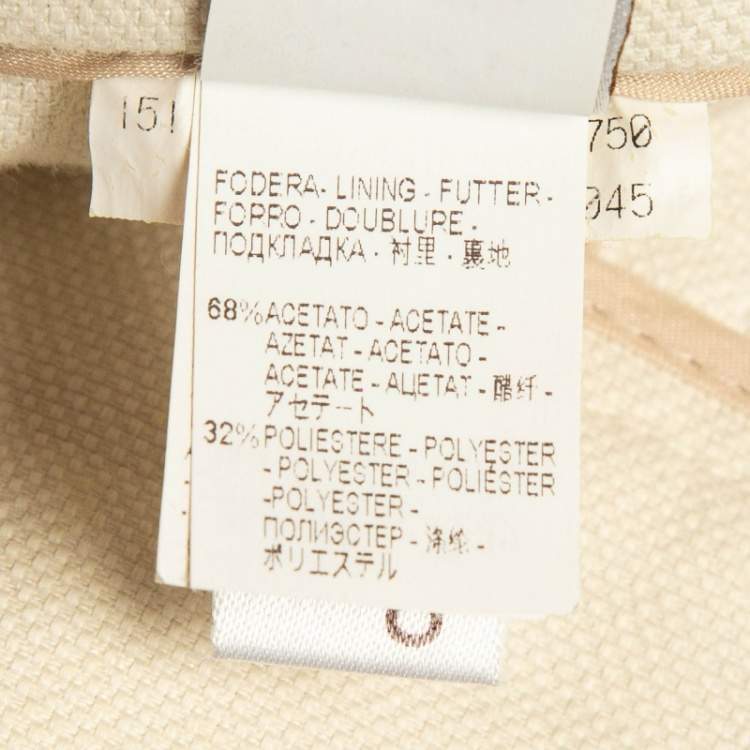 151
750
045
FODERA- LINING - FUTTER -
FORRO - DOUBLURE -
ПОДКЛАДКА · 衬里 · 裏地
68% ACETATO - ACETATE -
AZETAT - ACETATO -
ACETATE - АЦЕТАТ - 醋纤 -
アセテート
32% POLIESTERE - POLYESTER
- POLYESTER - POLIÉSTER
-POLYESTER -
ПОЛИЭСТЕР - 涤纶 -
ポリエステル